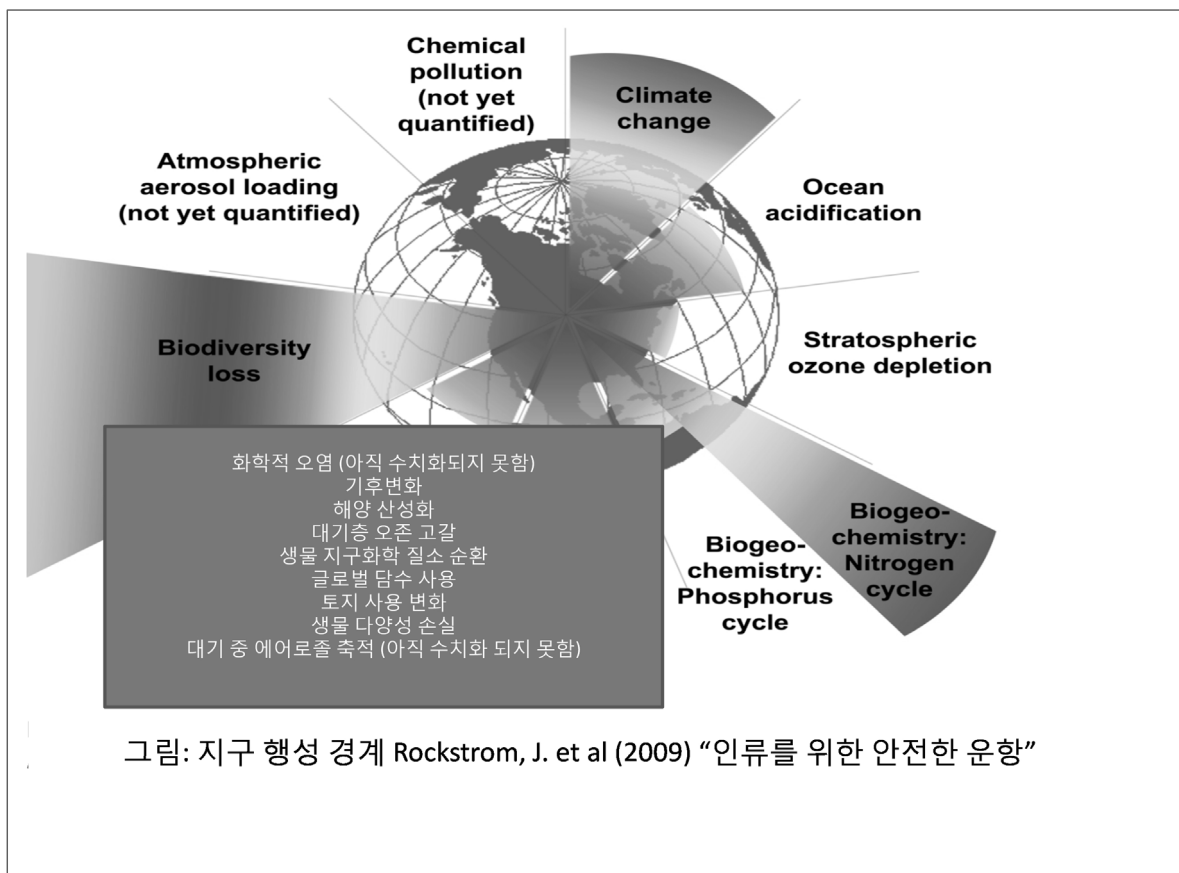 Chemical
pollution
(not yet
quantified)
Climate
change
Atmospheric
aerosol loading
(not yet quantified)
Ocean
acidification
Biodiversity
loss
Stratospheric
ozone depletion
Biogeo-
chemistry:
Nitrogen
cycle
Biogeo-
chemistry:
Phosphorus
cycle
화학적 오염 (아직 수치화되지 못함)
기후변화
해양 산성화
대기층 오존 고갈
생물 지구화학 질소 순환
글로벌 담수 사용
토지 사용 변화
생물 다양성 손실
대기 중 에어로졸 축적 (아직 수치화 되지 못함)
그림: 지구 행성 경계 Rockstrom, J. et al (2009) “인류를 위한 안전한 운항”